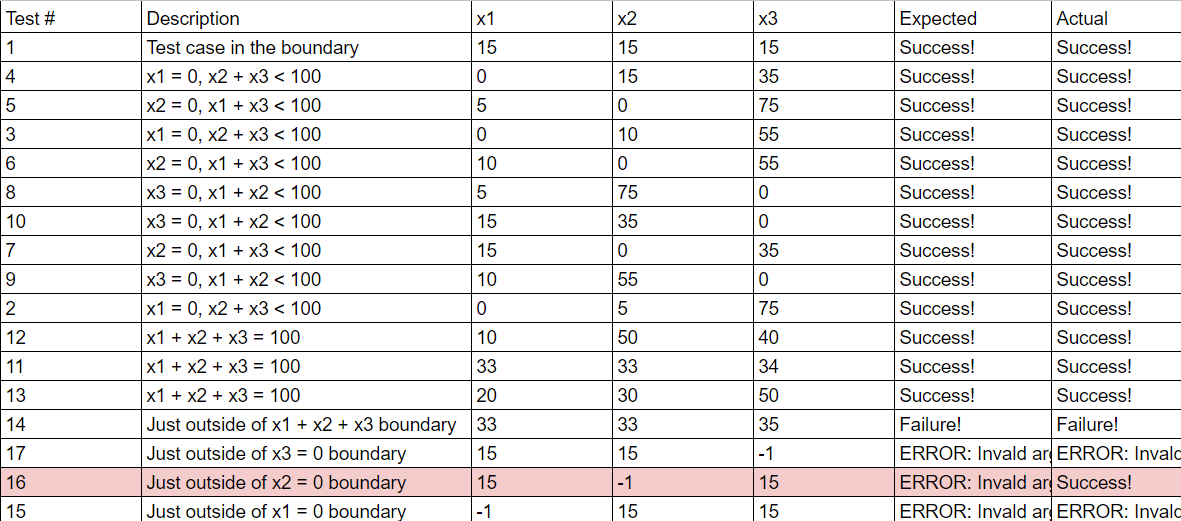 Test # Description x1 x2 x3 Expected Actual
1 Test case in the boundary 15 15 15 Success! Success!
4 x1 = 0, x2 + x3 < 100 0 15 35 Success! Success!
5 x2 = 0, x1 + x3 < 100 5 0 75 Success! Success!
3 x1 = 0, x2 + x3 < 100 0 10 55 Success! Success!
6 x2 = 0, x1 + x3 < 100 10 0 55 Success! Success!
8 x3 = 0, x1 + x2 < 100 5 75 0 Success! Success!
10 x3 = 0, x1 + x2 < 100 15 35 0 Success! Success!
7 x2 = 0, x1 + x3 < 100 15 0 35 Success! Success!
9 x3 = 0, x1 + x2 < 100 10 55 0 Success! Success!
2 x1 = 0, x2 + x3 < 100 0 5 75 Success! Success!
12 x1 + x2 + x3 = 100 10 50 40 Success! Success!
11 x1 + x2 + x3 = 100 33 33 34 Success! Success!
13 x1 + x2 + x3 = 100 20 30 50 Success! Success!
14 Just outside of x1 + x2 + x3 boundary 33 33 35 Failure! Failure!
17 Just outside of x3 = 0 boundary 15 15 -1 ERROR: Invald ERROR:
16 Just outside of x2 = 0 boundary 15 -1 15 ERROR: Invald Success!
15 Just outside of x1 = 0 boundary -1 15 15 ERROR: Invald ERROR: